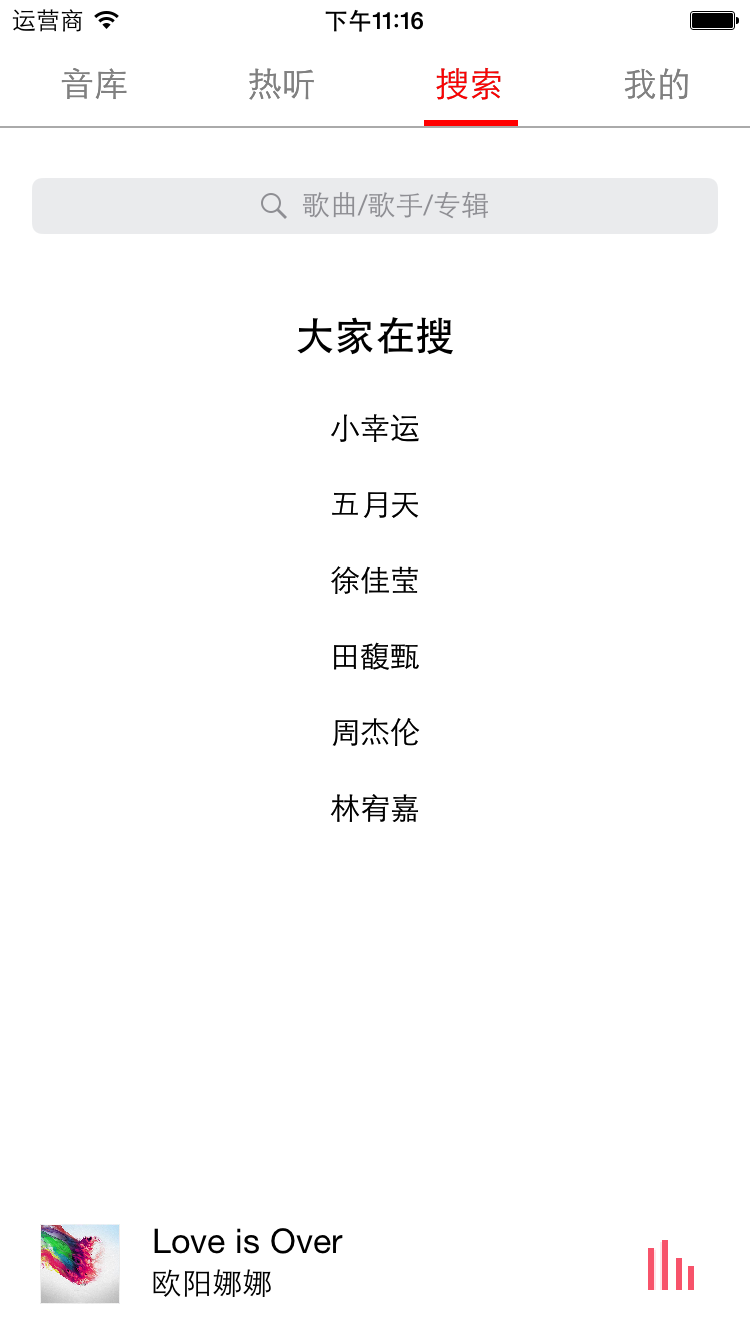 运营商 下午11:16
音库 热听 搜索 我的
歌曲/歌手/专辑
大家在搜
小幸运
五月天
徐佳莹
田馥甄
周杰伦
林宥嘉
Love is Over
欧阳娜娜